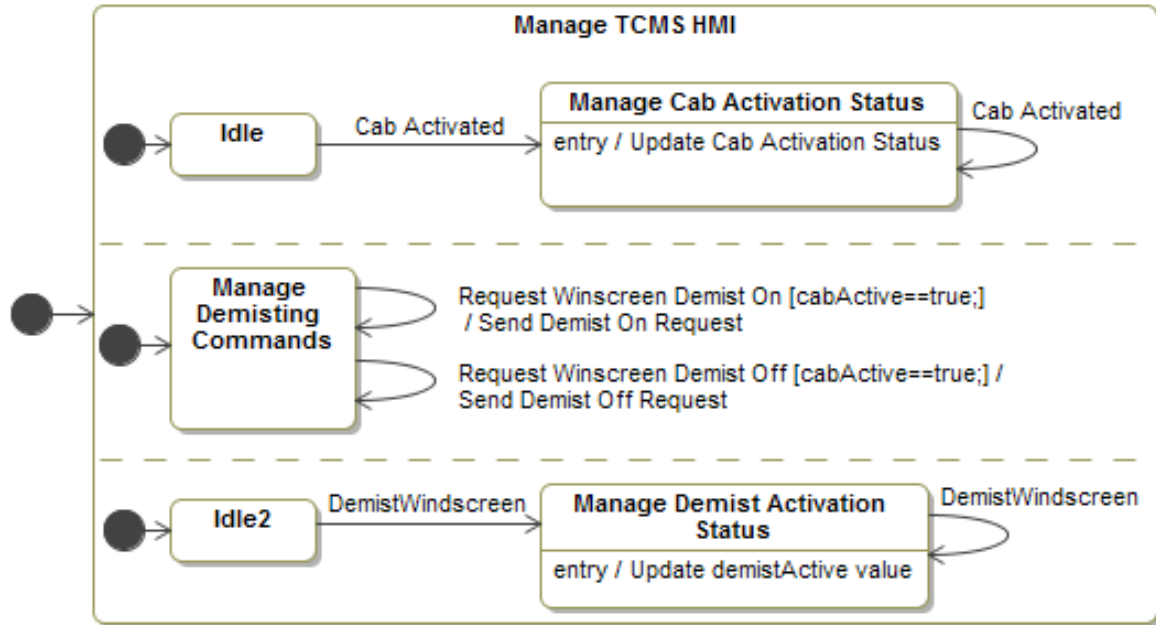 Manage TCMS HMI
Idle
Cab Activated
Manage Cab Activation Status
entry / Update Cab Activation Status
Cab Activated
Manage
Demisting
Commands
Request Winscreen Demist On [cabActive==true;]
/ Send Demist On Request
Request Winscreen Demist Off [cabActive==true;] /
Send Demist Off Request
Idle2
DemistWindscreen
Manage Demist Activation
Status
entry / Update demistActive value
DemistWindscreen